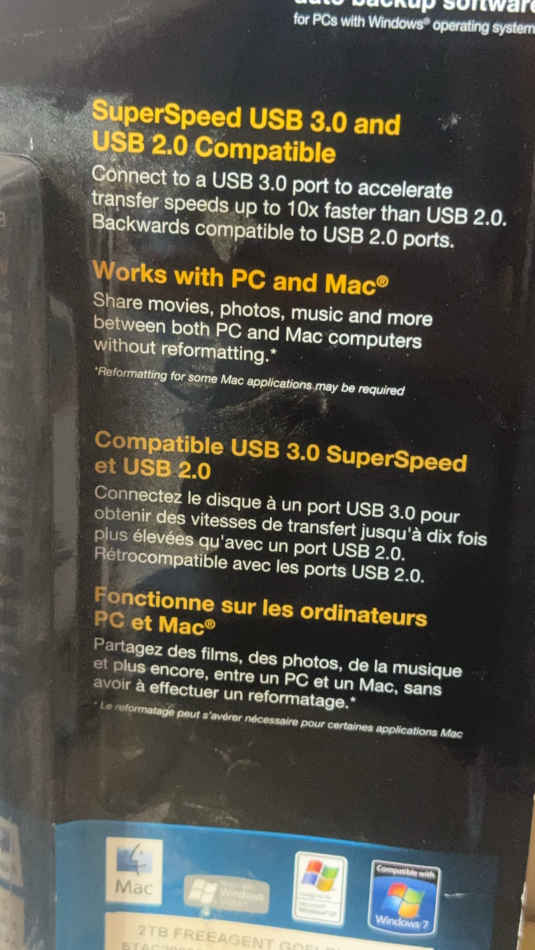 auto backup software
for PCs with Windows® operating system
SuperSpeed USB 3.0 and
USB 2.0 Compatible
Connect to a USB 3.0 port to accelerate
transfer speeds up to 10x faster than USB 2.0.
Backwards compatible to USB 2.0 ports.
Works with PC and Mac®
Share movies, photos, music and more
between both PC and Mac computers
without reformatting.*
*Reformatting for some Mac applications may be required
Compatible USB 3.0 SuperSpeed
et USB 2.0
Connectez le disque à un port USB 3.0 pour
obtenir des vitesses de transfert jusqu'à dix fois
plus élevées qu'avec un port USB 2.0.
Rétrocompatible avec les ports USB 2.0.
Fonctionne sur les ordinateurs
PC et Mac®
Partagez des films, des photos, de la musique
et plus encore, entre un PC et un Mac, sans
avoir à effectuer un reformatage.*
* Le reformatage peut s'avérer nécessaire pour certaines applications Mac
Mac
Compatible with
Windows 7
2TB FREEAGENT